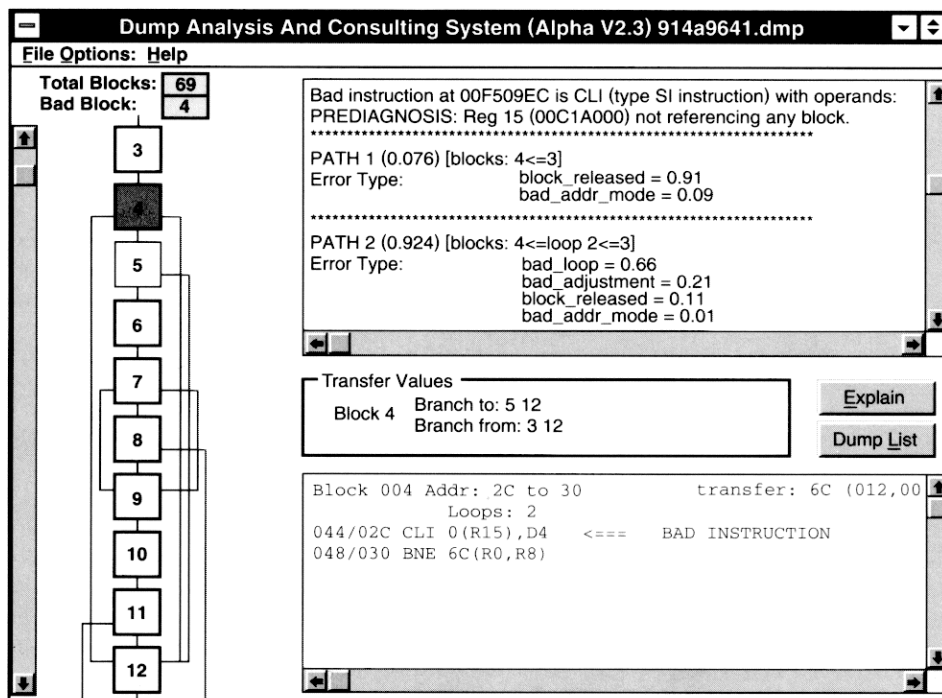 Dump Analysis And Consulting System (Alpha V2.3) 914a9641.dmp
File Options: Help
Total Blocks: 69
Bad Block: 4
3
4
5
6
7
8
9
10
11
12
Bad instruction at 00F509EC is CLI (type SI instruction) with operands:
PREDIAGNOSIS: Reg 15 (00C1A000) not referencing any block.
********************************************************************
PATH 1 (0.076) [blocks: 4<=3]
Error Type: block_released = 0.91
bad_addr_mode = 0.09
********************************************************************
PATH 2 (0.924) [blocks: 4<=loop 2<=3]
Error Type: bad_loop = 0.66
bad_adjustment = 0.21
block_released = 0.11
bad_addr_mode = 0.01
Transfer Values
Block 4 Branch to: 5 12
Branch from: 3 12
Explain
Dump List
Block 004 Addr: 2C to 30 transfer: 6C (012,00
Loops: 2
044/02C CLI 0(R15),D4 <=== BAD INSTRUCTION
048/030 BNE 6C(R0,R8)